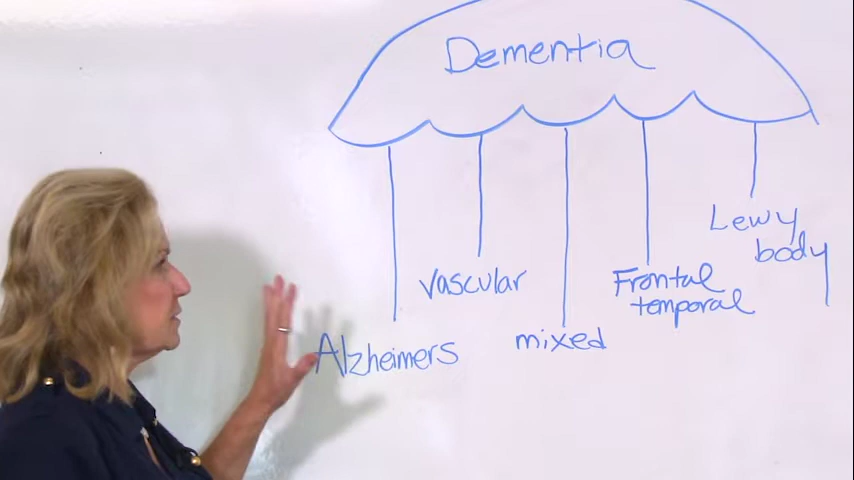 Dementia
Alzheimers
Vascular
mixed
Frontal
temporal
Lewy
body